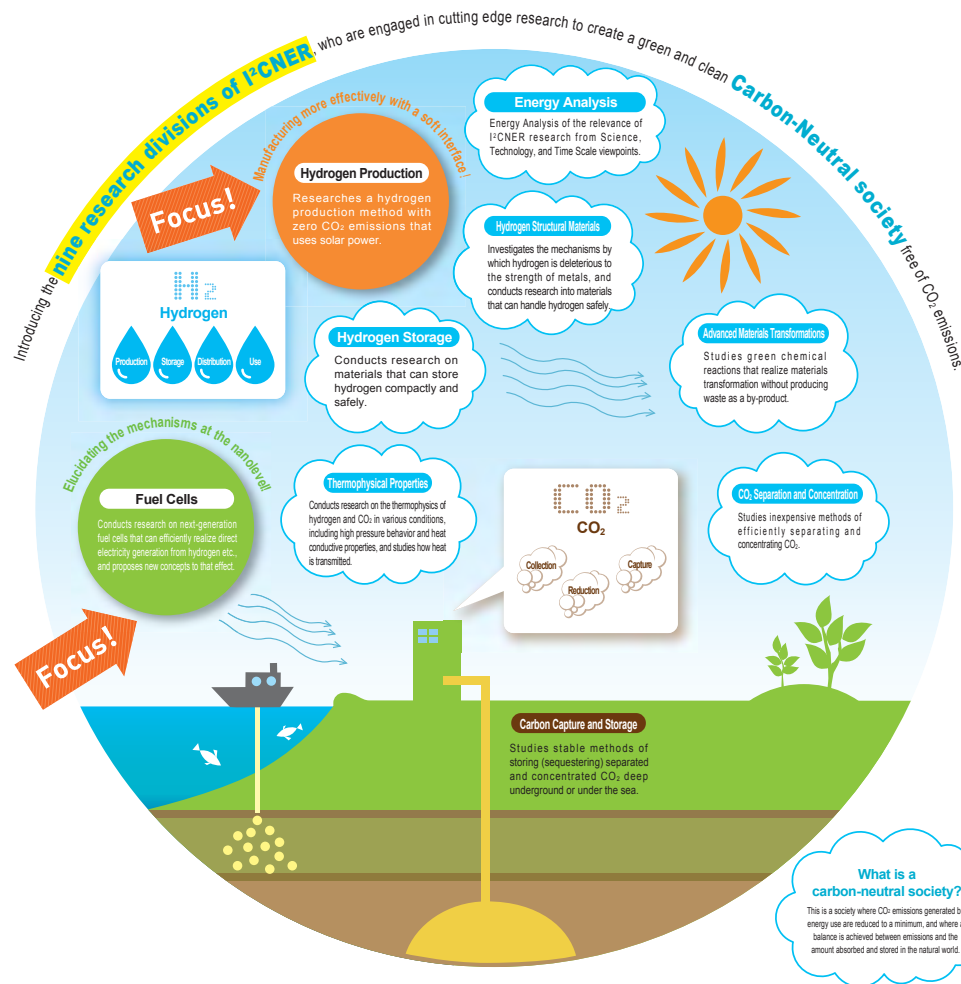 Introducing the nine research divisions of I²CNER, who are engaged in cutting edge research to create a green and clean Carbon-Neutral society free of CO₂ emissions.
Manufacturing more effectively with a soft interface!
Focus!
Hydrogen Production
Researches a hydrogen
production method with
zero CO₂ emissions that
uses solar power.
Energy Analysis
Energy Analysis of the relevance of
I²CNER research from Science,
Technology, and Time Scale viewpoints.
Hydrogen Structural Materials
Investigates the mechanisms by
which hydrogen is deleterious to
the strength of metals, and
conducts research into materials
that can handle hydrogen safely.
H₂
Hydrogen
Production Storage Distribution Use
Hydrogen Storage
Conducts research on
materials that can store
hydrogen compactly and
safely.
Advanced Materials Transformations
Studies green chemical
reactions that realize materials
transformation without producing
waste as a by-product.
Elucidating the mechanisms at the nanolevel!
Fuel Cells
Conducts research on next-generation
fuel cells that can efficiently realize direct
electricity generation from hydrogen etc.,
and proposes new concepts to that effect.
Focus!
Thermophysical Properties
Conducts research on the thermophysics of
hydrogen and CO₂ in various conditions,
including high pressure behavior and heat
conductive properties, and studies how heat
is transmitted.
CO₂
CO₂
Collection
Reduction
Capture
CO₂ Separation and Concentration
Studies inexpensive methods of
efficiently separating and
concentrating CO₂.
Carbon Capture and Storage
Studies stable methods of
storing (sequestering) separated
and concentrated CO₂ deep
underground or under the sea.
What is a
carbon-neutral society?
This is a society where CO₂ emissions generated b
energy use are reduced to a minimum, and where a
balance is achieved between emissions and the
amount absorbed and stored in the natural world.